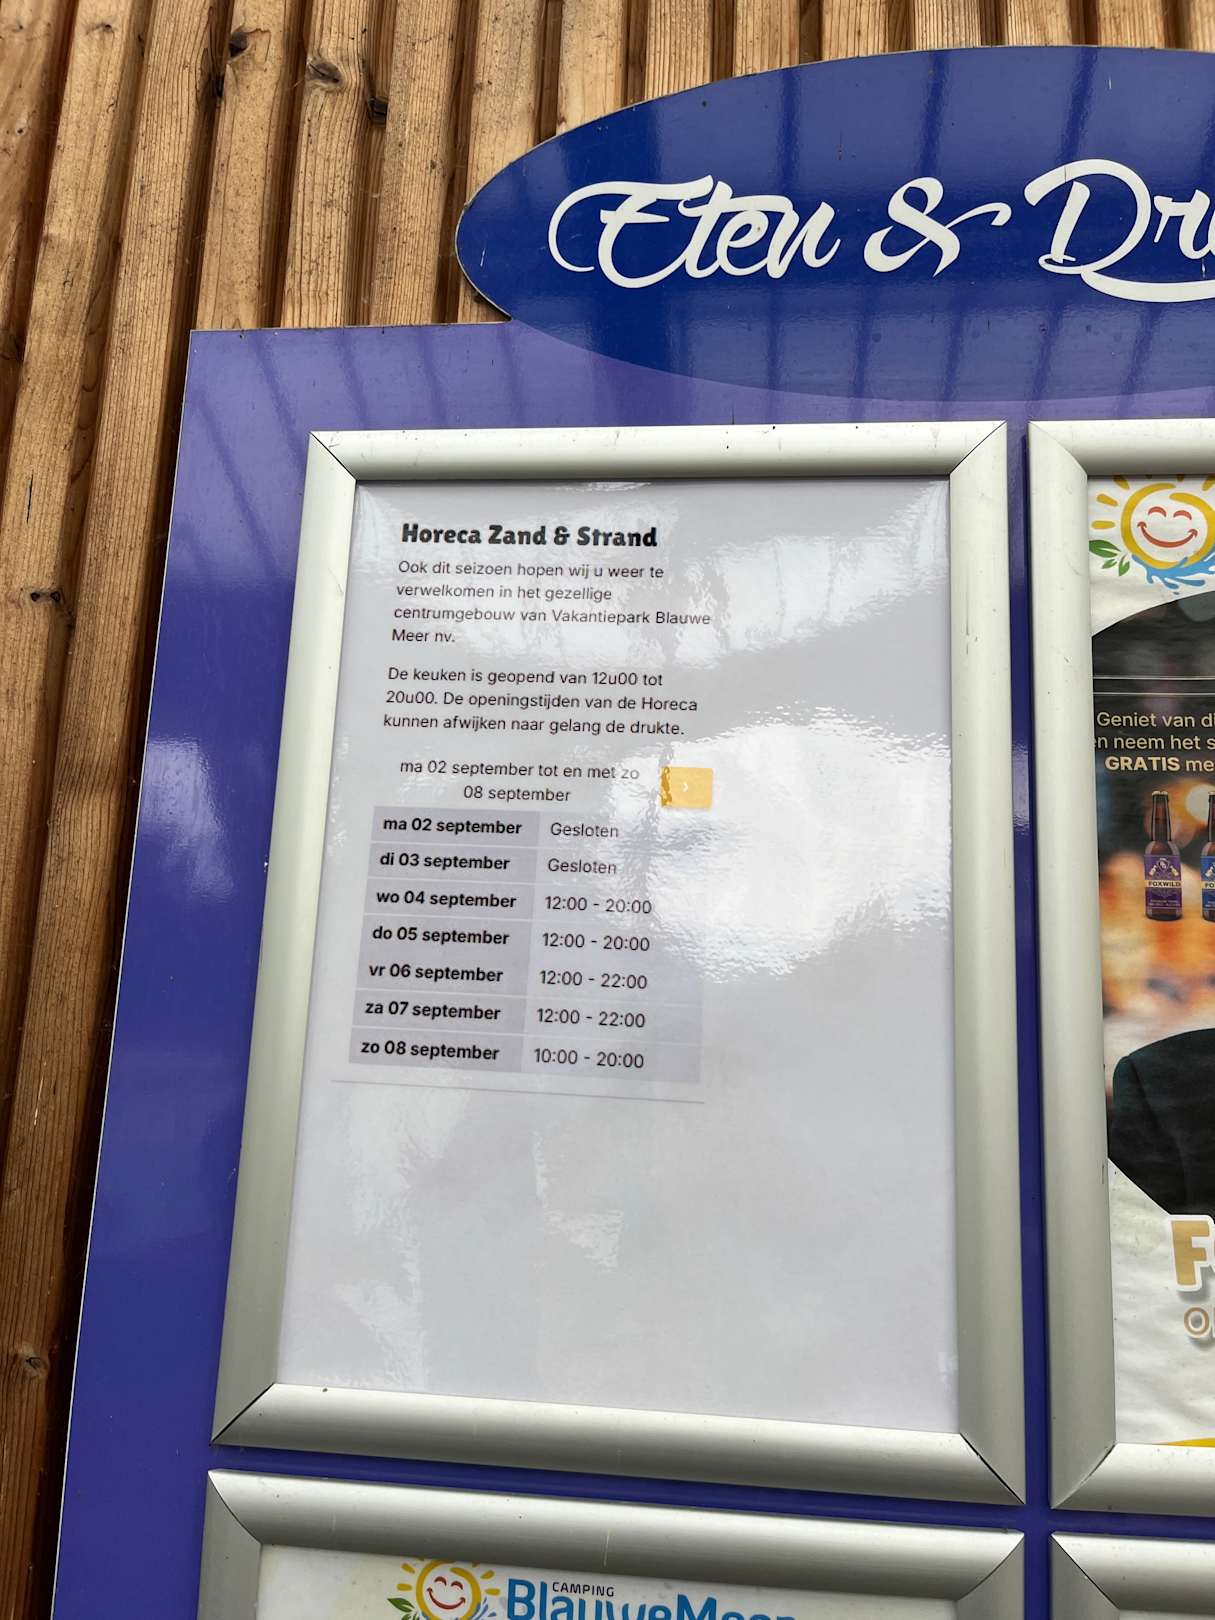 Eten &
Horeca Zand & Strand
Ook dit seizoen hopen wij u weer te
verwelkomen in het gezellige
centrumgebouw van Vakantiepark Blauwe
Meer nv.
De keuken is geopend van 12u00 tot
20u00. De openingstijden van de Horeca
kunnen afwijken naar gelang de drukte.
ma 02 september tot en met zo
08 september
ma 02 september Gesloten
di 03 september Gesloten
wo 04 september 12:00 - 20:00
do 05 september 12:00 - 20:00
vr 06 september 12:00 - 22:00
za 07 september 12:00 - 22:00
zo 08 september 10:00 - 20:00
Geniet van
neem het
GRATIS
FOXWILD
CAMPING
BlauweMeer